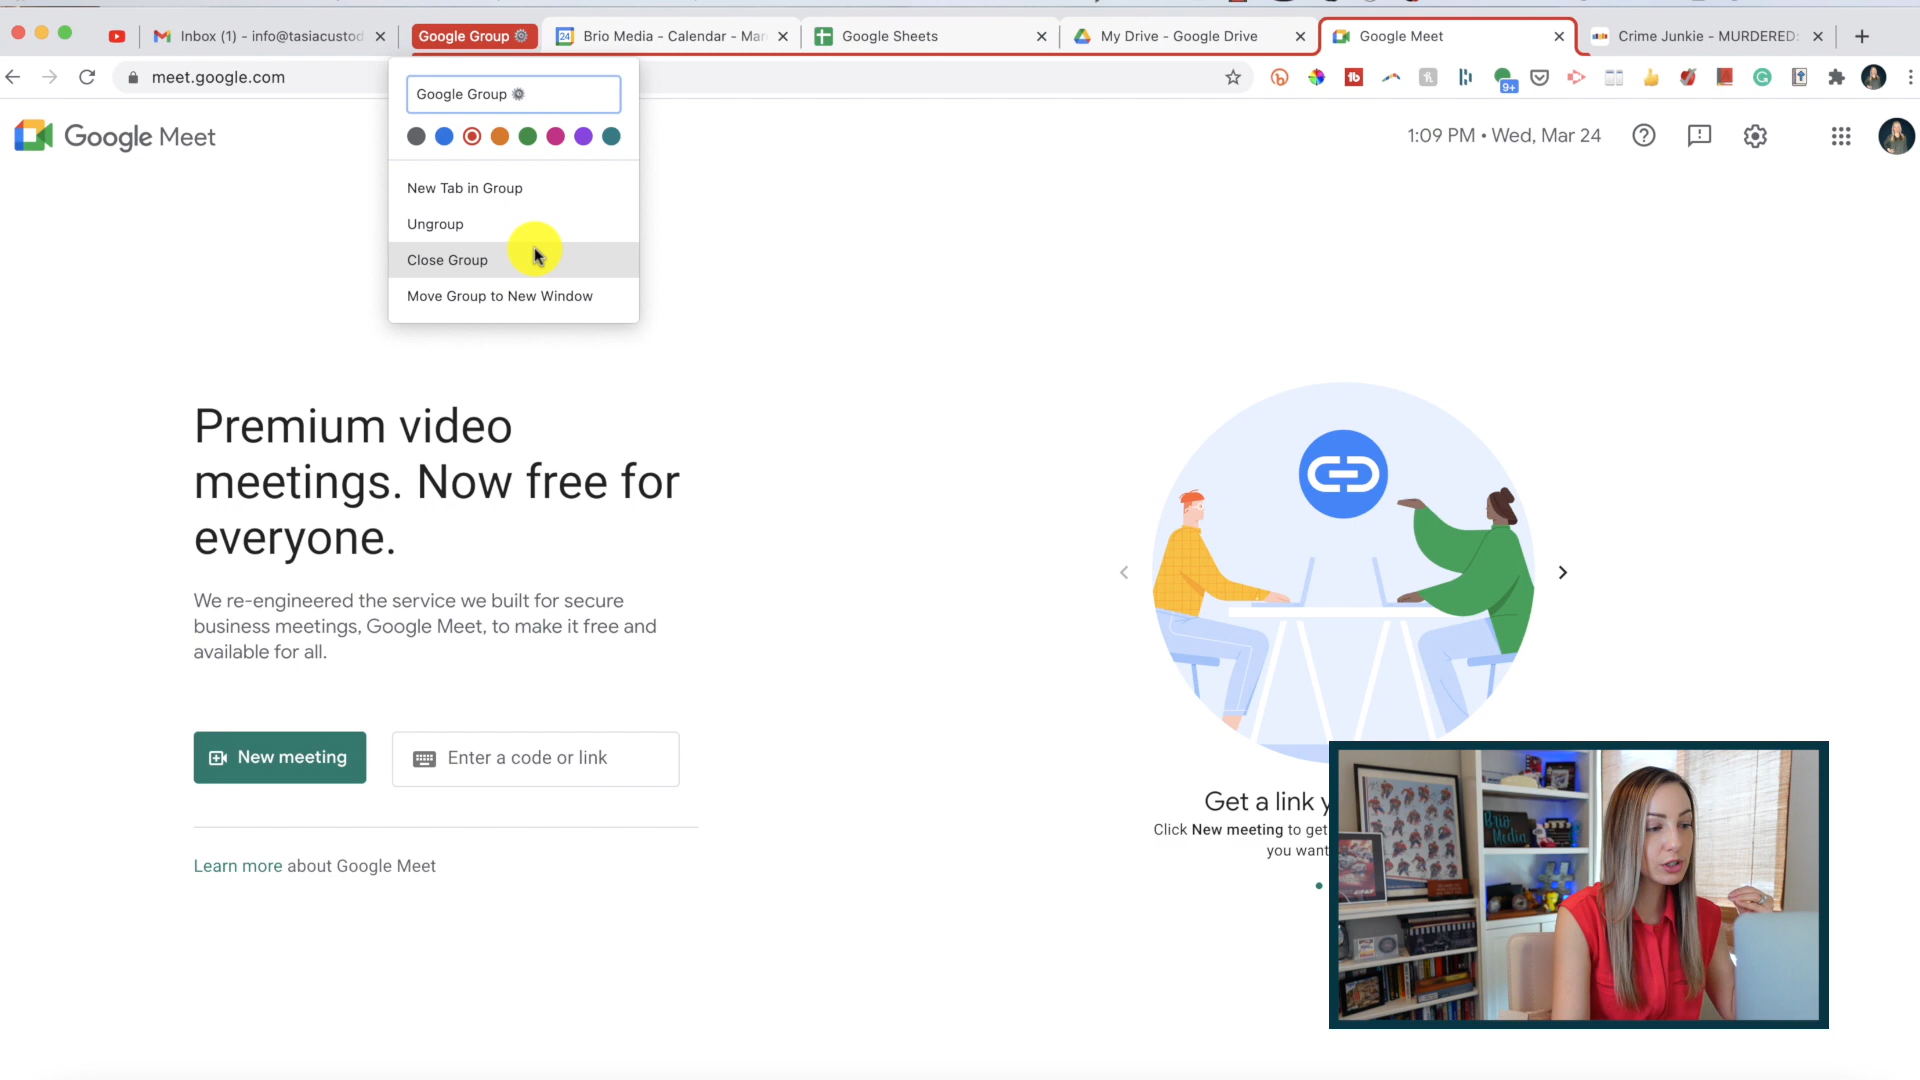 Inbox (1) - info@tasiacustod
Google Group
Brio Media - Calendar - Mar
Google Sheets
My Drive - Google Drive
Google Meet
Crime Junkie - MURDERED:
meet.google.com
Google Group
New Tab in Group
Ungroup
Close Group
Move Group to New Window
Google Meet
1:09 PM • Wed, Mar 24
9+
24
Premium video
meetings. Now free for
everyone.
We re-engineered the service we built for secure
business meetings, Google Meet, to make it free and
available for all.
New meeting
Enter a code or link
Learn more about Google Meet
Get a link y
Click New meeting to get
you want
Brio
Media